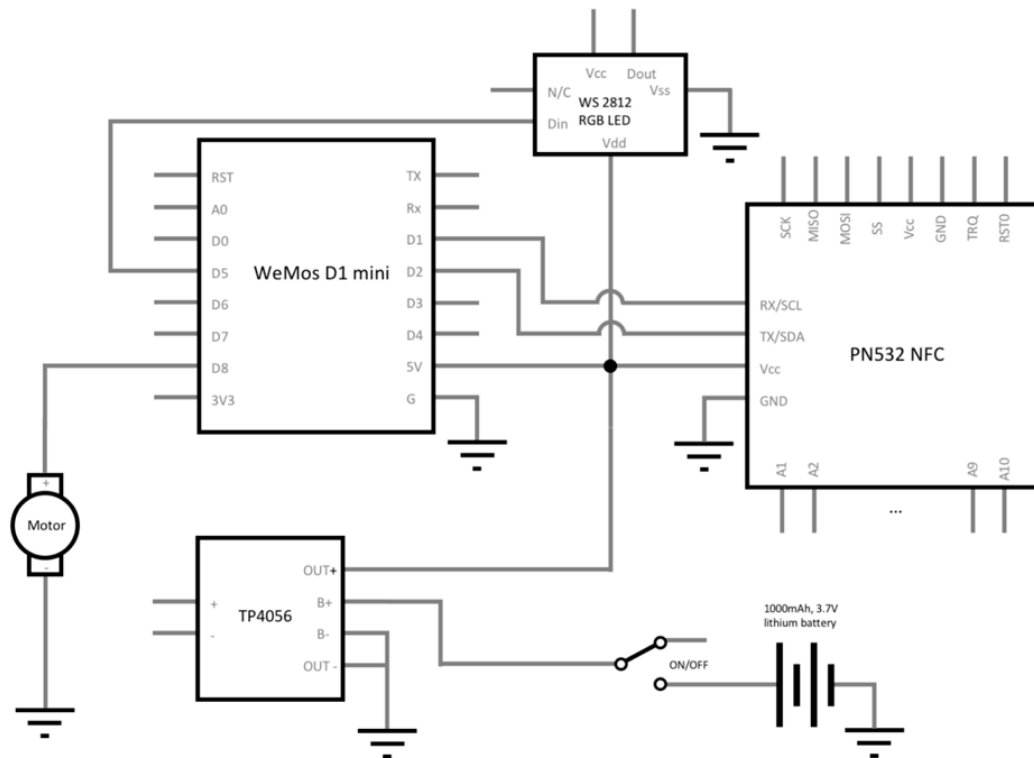 Vcc
Dout
N/C
WS 2812
Vss
RGB LED
Din
Vdd
RST
TX
A0
Rx
D0
D1
WeMos D1 mini
D5
D2
D6
D3
D7
D4
D8
5V
3V3
G
SCK
MISO
MOSI
SS
Vcc
GND
TRQ
RST0
RX/SCL
TX/SDA
PN532 NFC
Vcc
GND
A1
A2
A9
A10
...
+
Motor
-
OUT+
+
B+
TP4056
-
B-
OUT -
ON/OFF
1000mAh, 3.7V
lithium battery